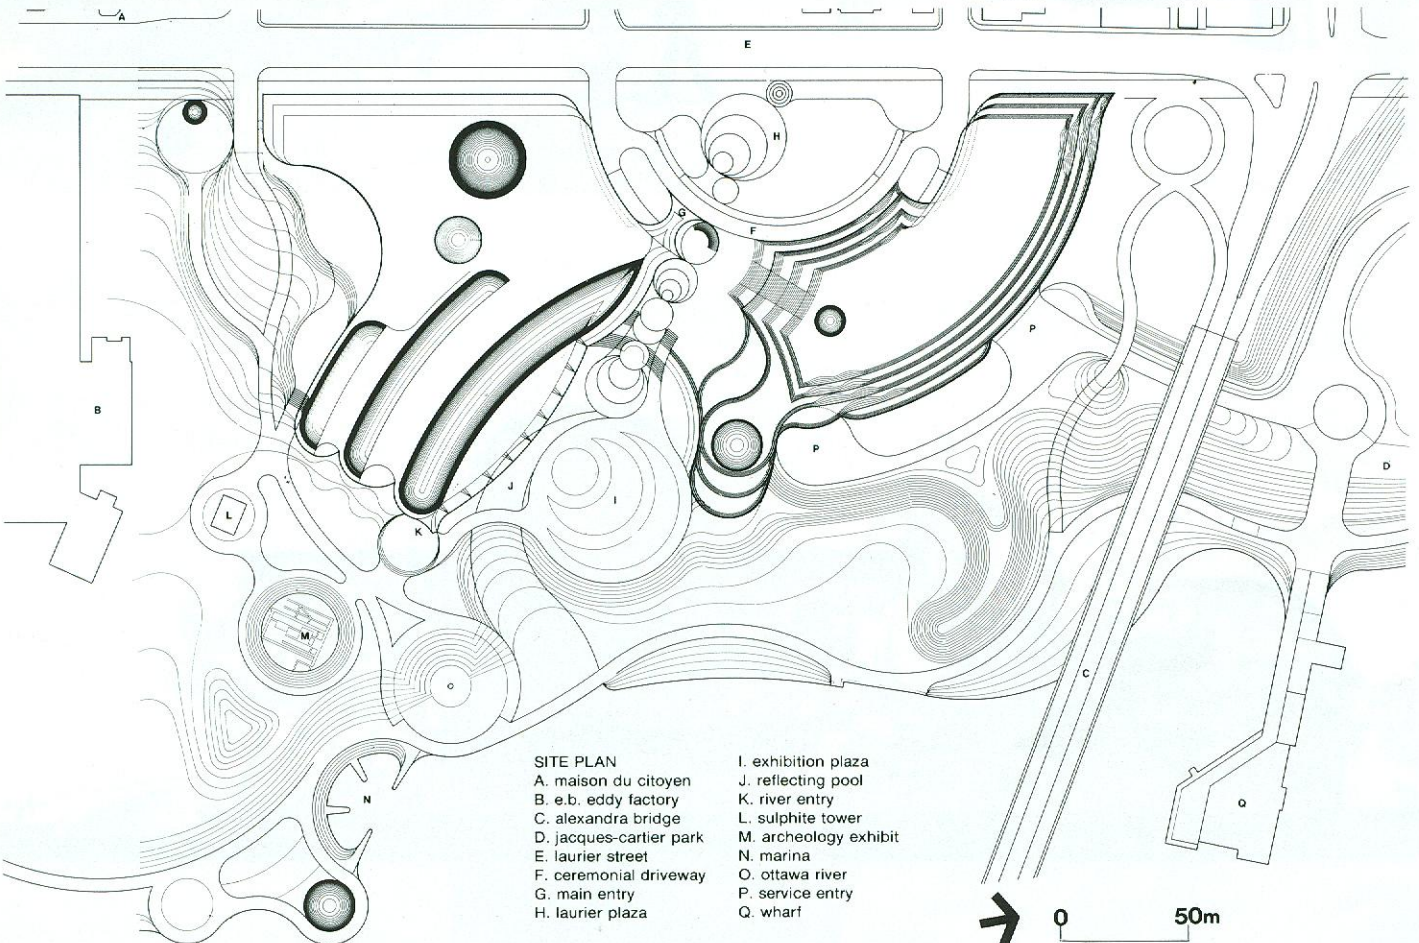 A
E
H
G
F
P
B
P
D
J
I
L
K
M
O
C
N
Q
SITE PLAN
A. maison du citoyen
B. e.b. eddy factory
C. alexandra bridge
D. jacques-cartier park
E. laurier street
F. ceremonial driveway
G. main entry
H. laurier plaza
I. exhibition plaza
J. reflecting pool
K. river entry
L. sulphite tower
M. archeology exhibit
N. marina
O. ottawa river
P. service entry
Q. wharf
0 50m